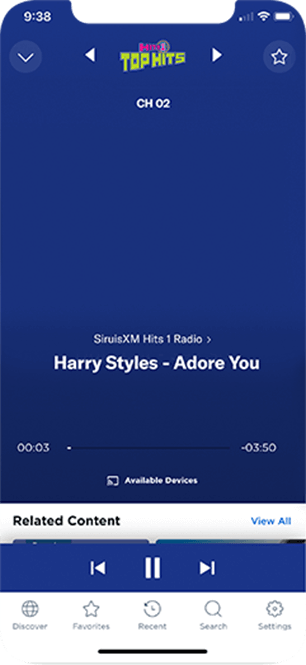 9:38
TOP HITS
CH 02
SiruisXM Hits 1 Radio >
Harry Styles - Adore You
00:03
-03:50
Available Devices
Related Content
View All
Discover
Favorites
Recent
Search
Settings